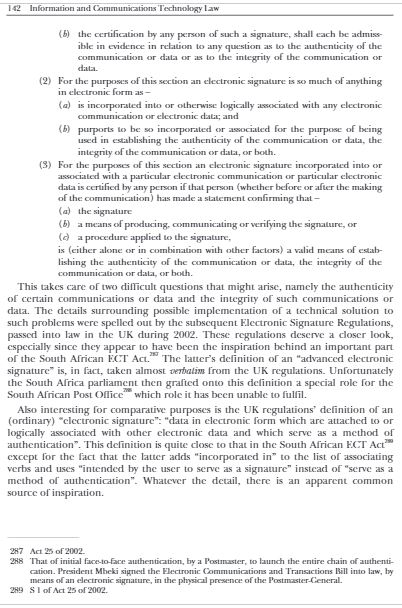 142 Information and Communications Technology Law
(b) the certification by any person of such a signature, shall each be admiss-
ible in evidence in relation to any question as to the authenticity of the
communication or data or as to the integrity of the communication or
data.
(2) For the purposes of this section an electronic signature is so much of anything
in electronic form as –
(a) is incorporated into or otherwise logically associated with any electronic
communication or electronic data; and
(b) purports to be so incorporated or associated for the purpose of being
used in establishing the authenticity of the communication or data, the
integrity of the communication or data, or both.
(3) For the purposes of this section an electronic signature incorporated into or
associated with a particular electronic communication or particular electronic
data is certified by any person if that person (whether before or after the making
of the communication) has made a statement confirming that –
(a) the signature
(b) a means of producing, communicating or verifying the signature, or
(c) a procedure applied to the signature,
is (either alone or in combination with other factors) a valid means of estab-
lishing the authenticity of the communication or data, the integrity of the
communication or data, or both.
This takes care of two difficult questions that might arise, namely the authenticity
of certain communications or data and the integrity of such communications or
data. The details surrounding possible implementation of a technical solution to
such problems were spelled out by the subsequent Electronic Signature Regulations,
passed into law in the UK during 2002. These regulations deserve a closer look,
especially since they appear to have been the inspiration behind an important part
of the South African ECT Act.287 The latter's definition of an "advanced electronic
signature" is, in fact, taken almost verbatim from the UK regulations. Unfortunately
the South Africa parliament then grafted onto this definition a special role for the
South African Post Office288 which role it has been unable to fulfil.
Also interesting for comparative purposes is the UK regulations' definition of an
(ordinary) "electronic signature": "data in electronic form which are attached to or
logically associated with other electronic data and which serve as a method of
authentication". This definition is quite close to that in the South African ECT Act289
except for the fact that the latter adds "incorporated in" to the list of associating
verbs and uses "intended by the user to serve as a signature" instead of "serve as a
method of authentication". Whatever the detail, there is an apparent common
source of inspiration.
287 Act 25 of 2002.
288 That of initial face-to-face authentication, by a Postmaster, to launch the entire chain of authenti-
cation. President Mbeki signed the Electronic Communications and Transactions Bill into law, by
means of an electronic signature, in the physical presence of the Postmaster-General.
289 S 1 of Act 25 of 2002.